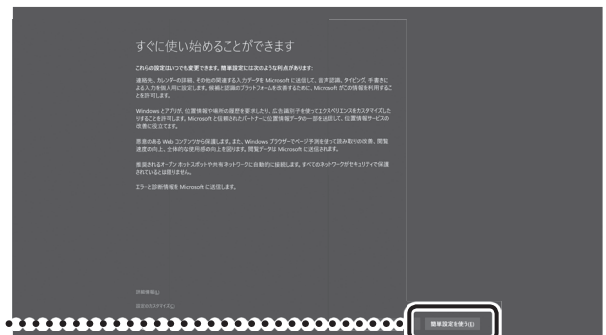 すぐに使い始めることができます
これらの設定はいつでも変更できます。簡単設定には次のような利点があります:
連絡先、カレンダーの詳細、その他の関連する入力データを Microsoft に送信して、音声認識、タイピング、手書きに
よる入力を個人用に設定します。候補と認識のプラットフォームを改善するために、Microsoft がこの情報を利用するこ
とを許可します。
Windows とアプリが、位置情報や場所の履歴を要求したり、広告識別子を使ってエクスペリエンスをカスタマイズした
りすることを許可します。Microsoft と信頼されたパートナーに位置情報データの一部を送信して、位置情報サービスの
改善に役立てます。
悪意のある Web コンテンツから保護します。また、Windows ブラウザーでページ予測を使って読み取りの改善、閲覧
速度の向上、全体的な使用感の向上を図ります。閲覧データは Microsoft に送信されます。
推奨されるオープン ホットスポットや共有ネットワークに自動的に接続します。すべてのネットワークがセキュリティで保護
されているとは限りません。
エラーと診断情報を Microsoft に送信します。
詳細情報(L)
設定のカスタマイズ(C)
簡単設定を使う(E)